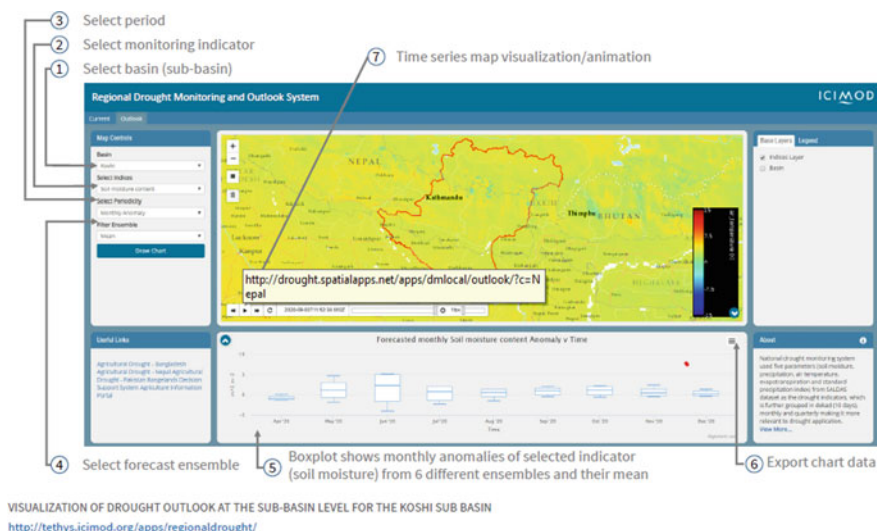 3 Select period
2 Select monitoring indicator
1 Select basin (sub-basin)
7 Time series map visualization/animation
Regional Drought Monitoring and Outlook System
ICIMOD
Current Outlook
Map Controls
Basin
Koshi
Select Indices
Soil moisture content
Select Periodicity
Monthly Anomaly
Filter Ensemble
Mean
Draw Chart
NEPAL
Kathmandu
Thimphu
BHUTAN
Lucknow
Kanpur
http://drought.spatialapps.net/apps/dmlocal/outlook/?c=N
epal
Base Layers Legend
Indices Layer
Basin
7.5
-7.5
Useful Links
Agricultural Drought - Bangladesh
Agricultural Drought - Nepal Agricultural
Drought - Pakistan Rangelands Decision
Support System Agriculture Information
Portal
Forecasted monthly Soil moisture content Anomaly v Time
Apr '20 May '20 Jun '20 Jul '20 Aug '20 Sep '20 Oct '20 Nov '20 Dec '20
Time
About
National drought monitoring system
used five parameters (soil moisture,
precipitation, air temperature,
evapotranspiration and standard
precipitation index) from SALDAS
dataset as the drought indicators, which
is further grouped in dekad (10 days),
monthly and quarterly making it more
relevant to drought application.
View More...
4 Select forecast ensemble
5 Boxplot shows monthly anomalies of selected indicator
(soil moisture) from 6 different ensembles and their mean
6 Export chart data
VISUALIZATION OF DROUGHT OUTLOOK AT THE SUB-BASIN LEVEL FOR THE KOSHI SUB BASIN
http://tethys.icimod.org/apps/regionaldrought/